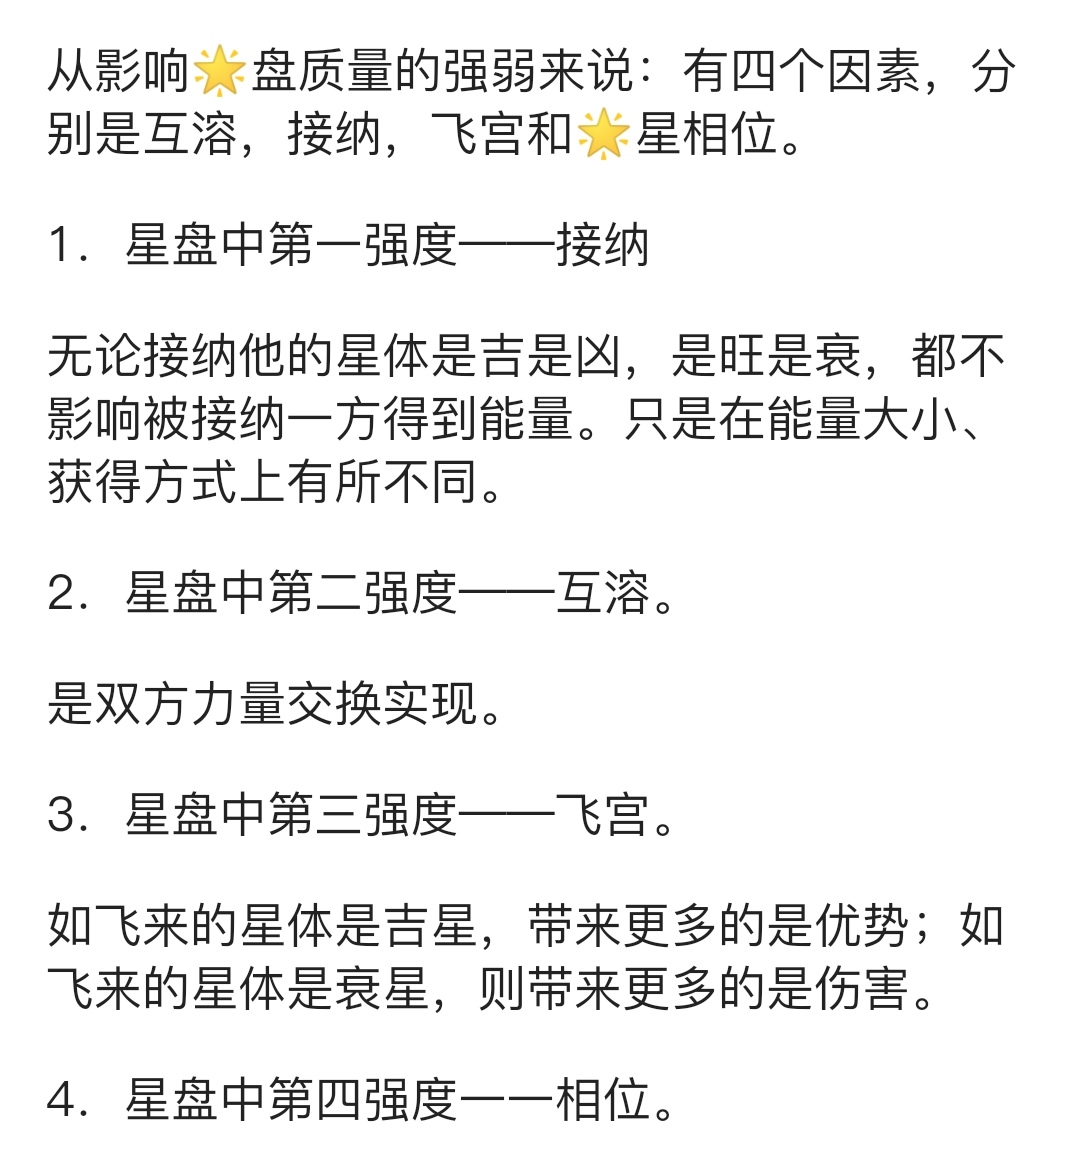 从影响🌟盘质量的强弱来说：有四个因素，分
别是互溶，接纳，飞宫和🌟星相位。
1. 星盘中第一强度——接纳
无论接纳他的星体是吉是凶，是旺是衰，都不
影响被接纳一方得到能量。只是在能量大小、
获得方式上有所不同。
2. 星盘中第二强度——互溶。
是双方力量交换实现。
3. 星盘中第三强度——飞宫。
如飞来的星体是吉星，带来更多的是优势；如
飞来的星体是衰星，则带来更多的是伤害。
4. 星盘中第四强度一一相位。